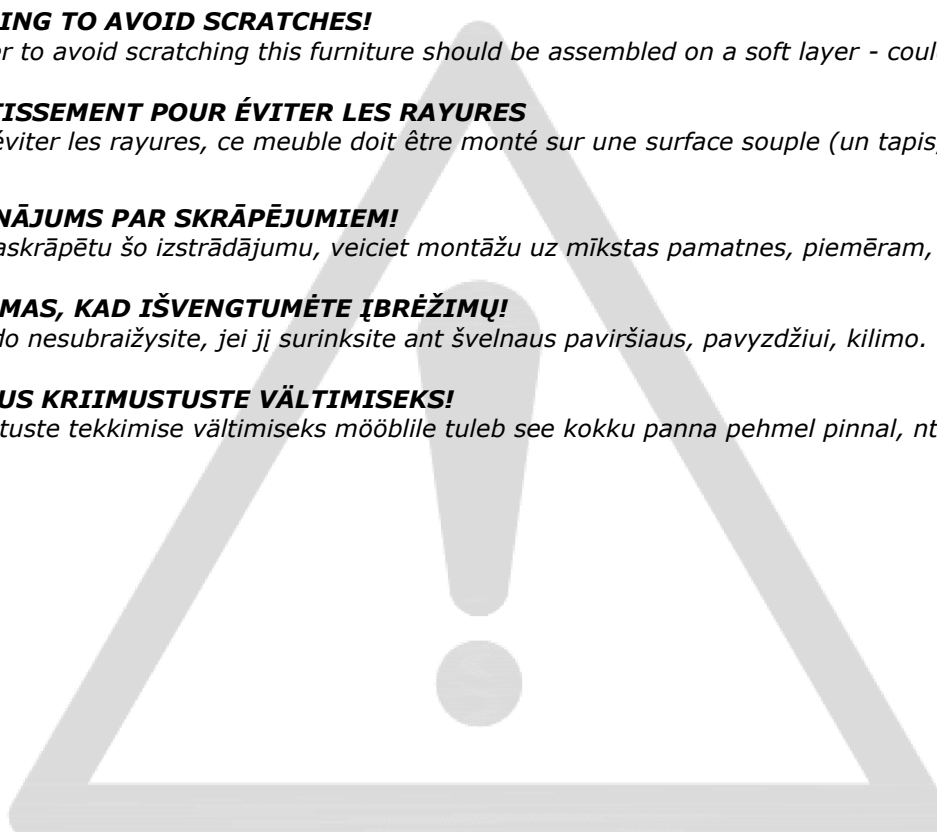 ING TO AVOID SCRATCHES!
er to avoid scratching this furniture should be assembled on a soft layer - coul
TISSEMENT POUR ÉVITER LES RAYURES
éviter les rayures, ce meuble doit être monté sur une surface souple (un tapis,
NĀJUMS PAR SKRĀPĒJUMIEM!
askrāpētu šo izstrādājumu, veiciet montāžu uz mīkstas pamatnes, piemēram,
MAS, KAD IŠVENGTUMĖTE ĮBRĖŽIMŲ!
do nesubraižysite, jei jį surinksite ant švelnaus paviršiaus, pavyzdžiui, kilimo.
US KRIIMUSTUSTE VÄLTIMISEKS!
tuste tekkimise vältimiseks mööblile tuleb see kokku panna pehmel pinnal, nt